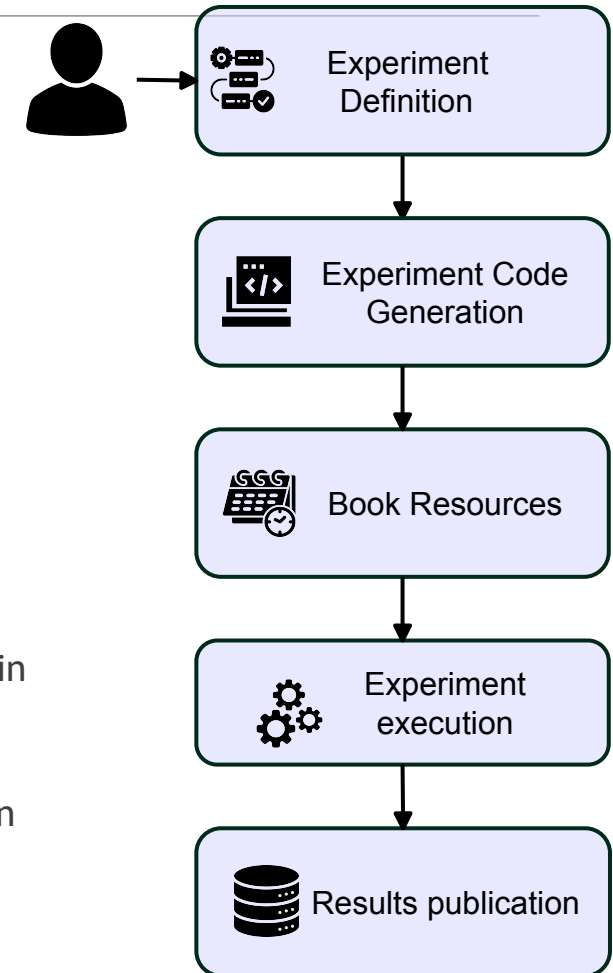 Experiment
Definition
Experiment Code
Generation
Book Resources
in
Experiment
execution
n
Results publication